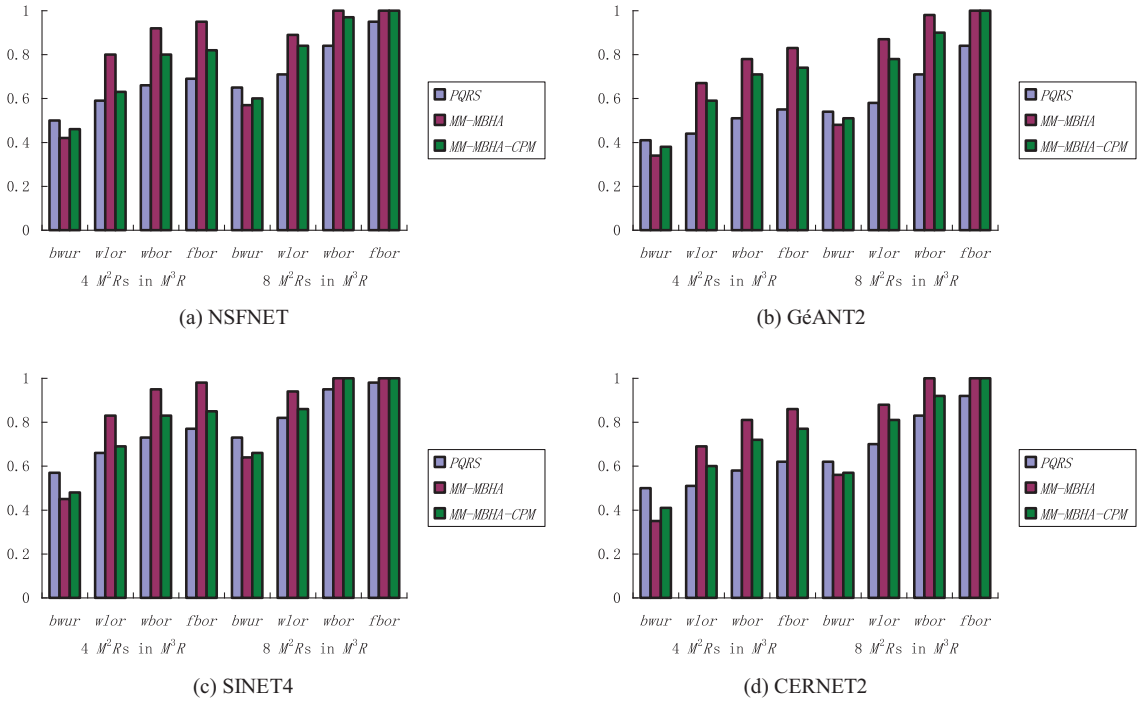 1
0.8
0.6
0.4
0.2
0
bwur wlor wbor fbor bwur wlor wbor fbor
4 M²Rs in M³R 8 M²Rs in M³R
PQRS
MM-MBHA
MM-MBHA-CPM
(a) NSFNET
1
0.8
0.6
0.4
0.2
0
bwur wlor wbor fbor bwur wlor wbor fbor
4 M²Rs in M³R 8 M²Rs in M³R
PQRS
MM-MBHA
MM-MBHA-CPM
(b) GéANT2
1
0.8
0.6
0.4
0.2
0
bwur wlor wbor fbor bwur wlor wbor fbor
4 M²Rs in M³R 8 M²Rs in M³R
PQRS
MM-MBHA
MM-MBHA-CPM
(c) SINET4
1
0.8
0.6
0.4
0.2
0
bwur wlor wbor fbor bwur wlor wbor fbor
4 M²Rs in M³R 8 M²Rs in M³R
PQRS
MM-MBHA
MM-MBHA-CPM
(d) CERNET2